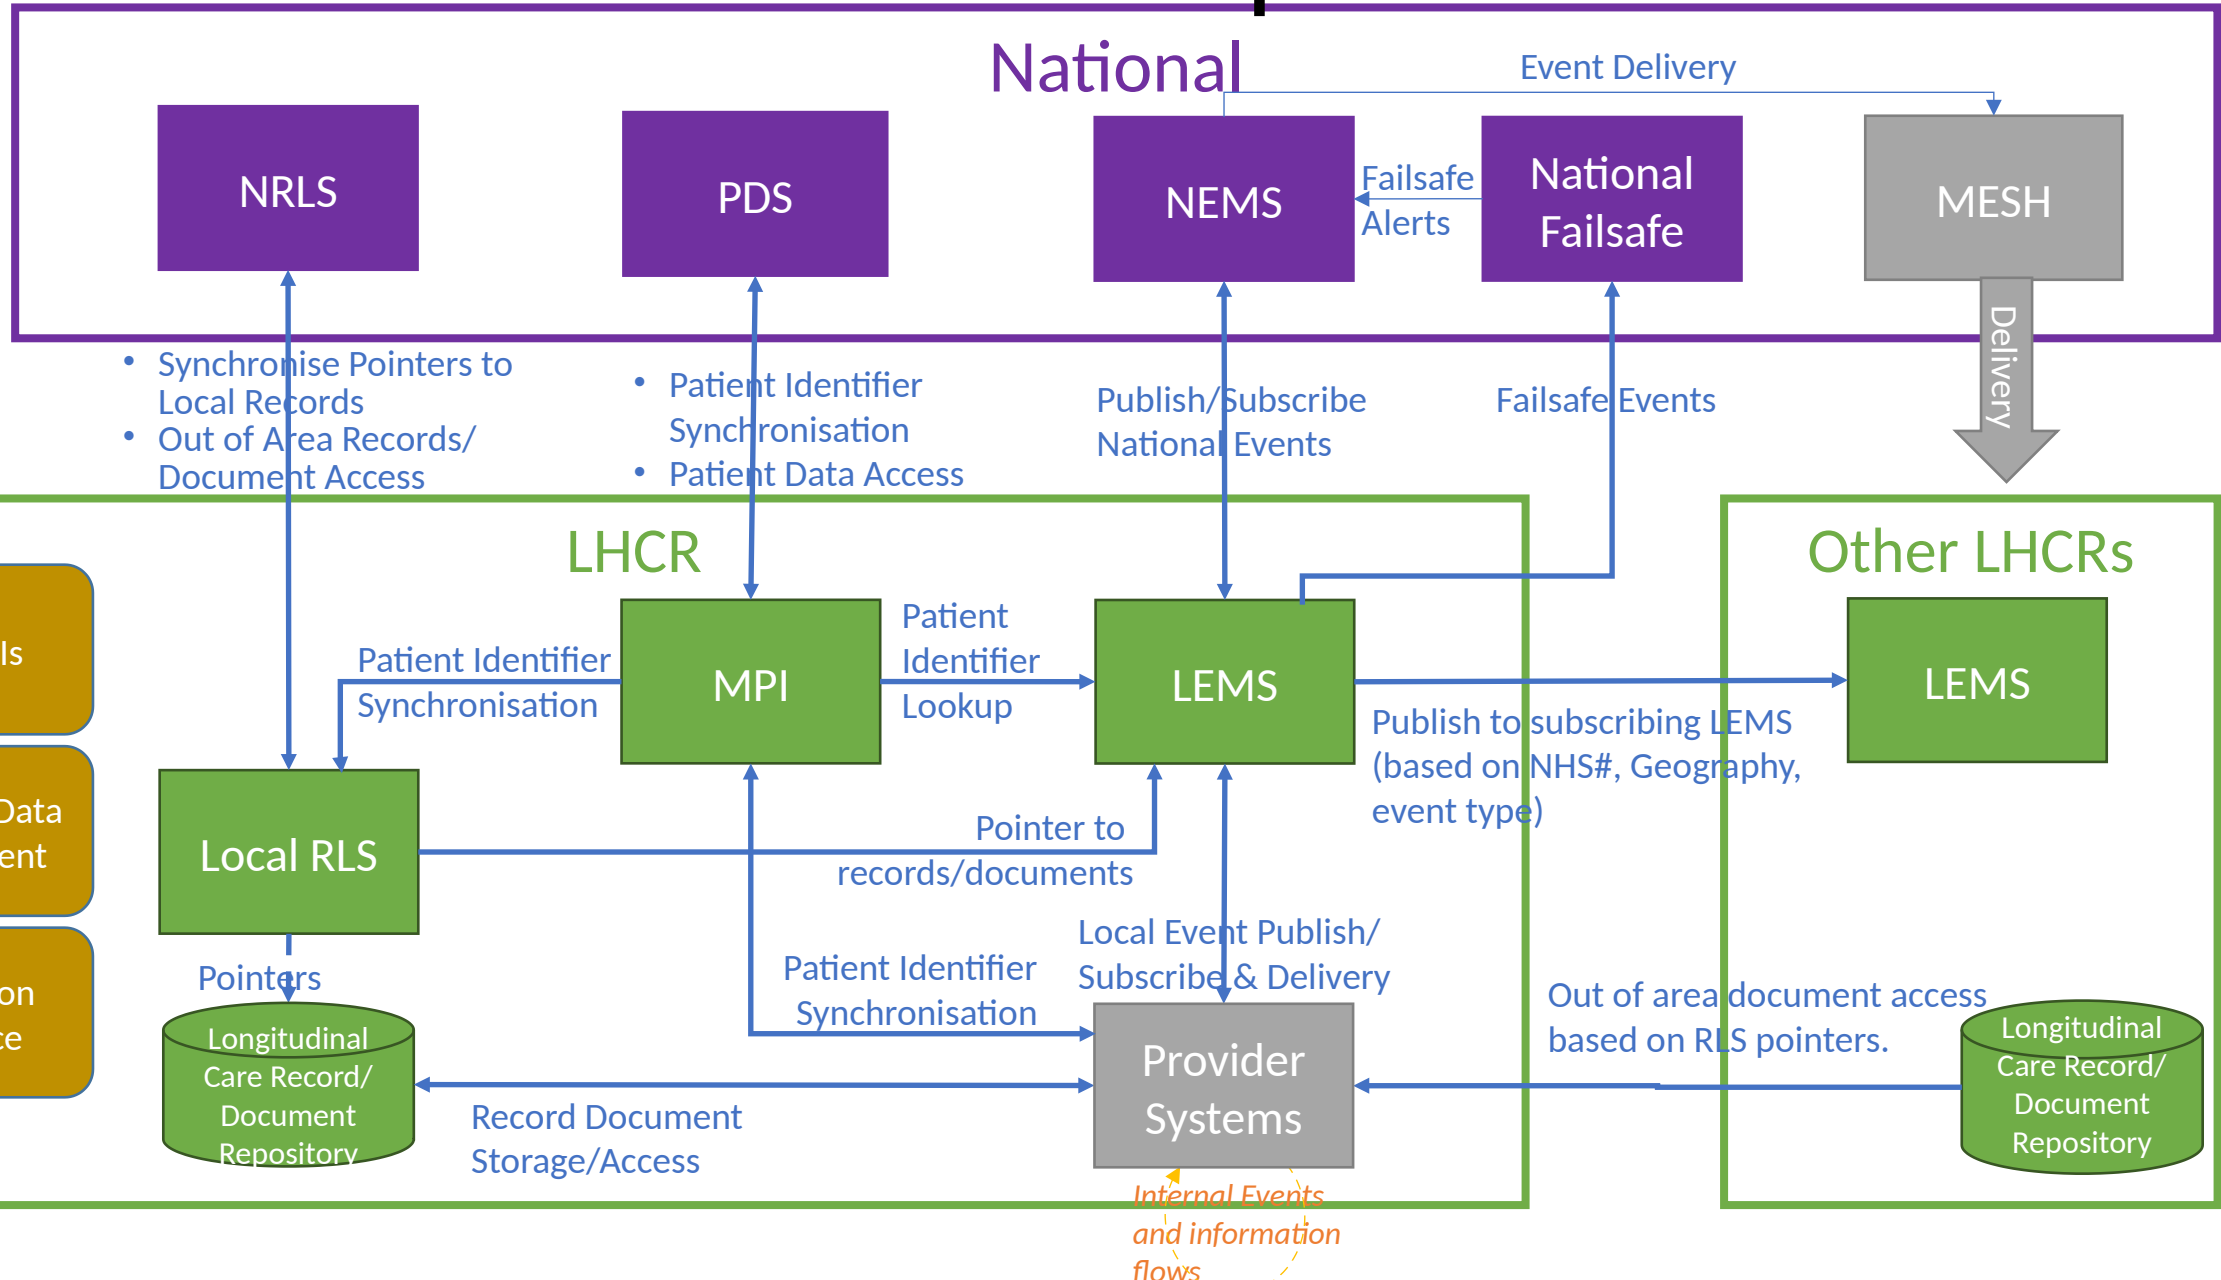 National
Event Delivery
NRLS
PDS
NEMS
Failsafe
Alerts
National
Failsafe
MESH
Delivery
• Synchronise Pointers to
Local Records
• Out of Area Records/
Document Access
• Patient Identifier
Synchronisation
• Patient Data Access
Publish/Subscribe
National Events
Failsafe Events
LHCR
Other LHCRs
ls
Data
ent
on
ce
Patient Identifier
Synchronisation
MPI
Patient
Identifier
Lookup
LEMS
LEMS
Publish to subscribing LEMS
(based on NHS#, Geography,
event type)
Local RLS
Pointer to
records/documents
Pointers
Patient Identifier
Synchronisation
Local Event Publish/
Subscribe & Delivery
Out of area document access
based on RLS pointers.
Longitudinal
Care Record/
Document
Repository
Record Document
Storage/Access
Provider
Systems
Longitudinal
Care Record/
Document
Repository
Internal Events
and information
flows